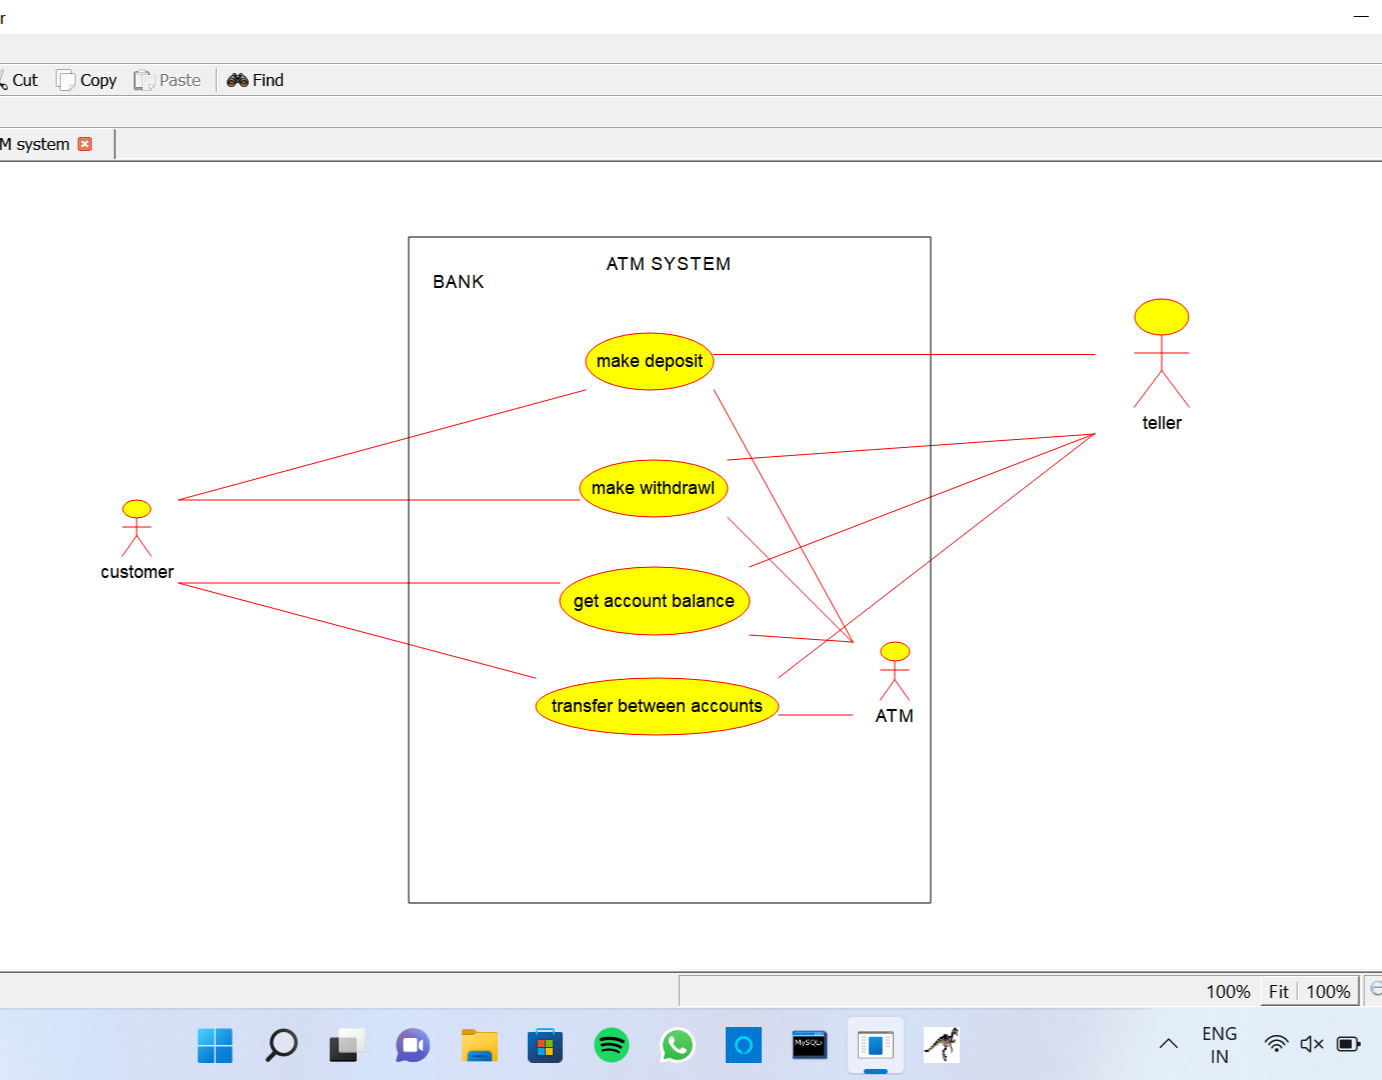 r
Cut Copy Paste Find
M system
ATM SYSTEM
BANK
make deposit
teller
make withdrawl
customer
get account balance
transfer between accounts
ATM
100% Fit 100%
MySQL
ENG
IN